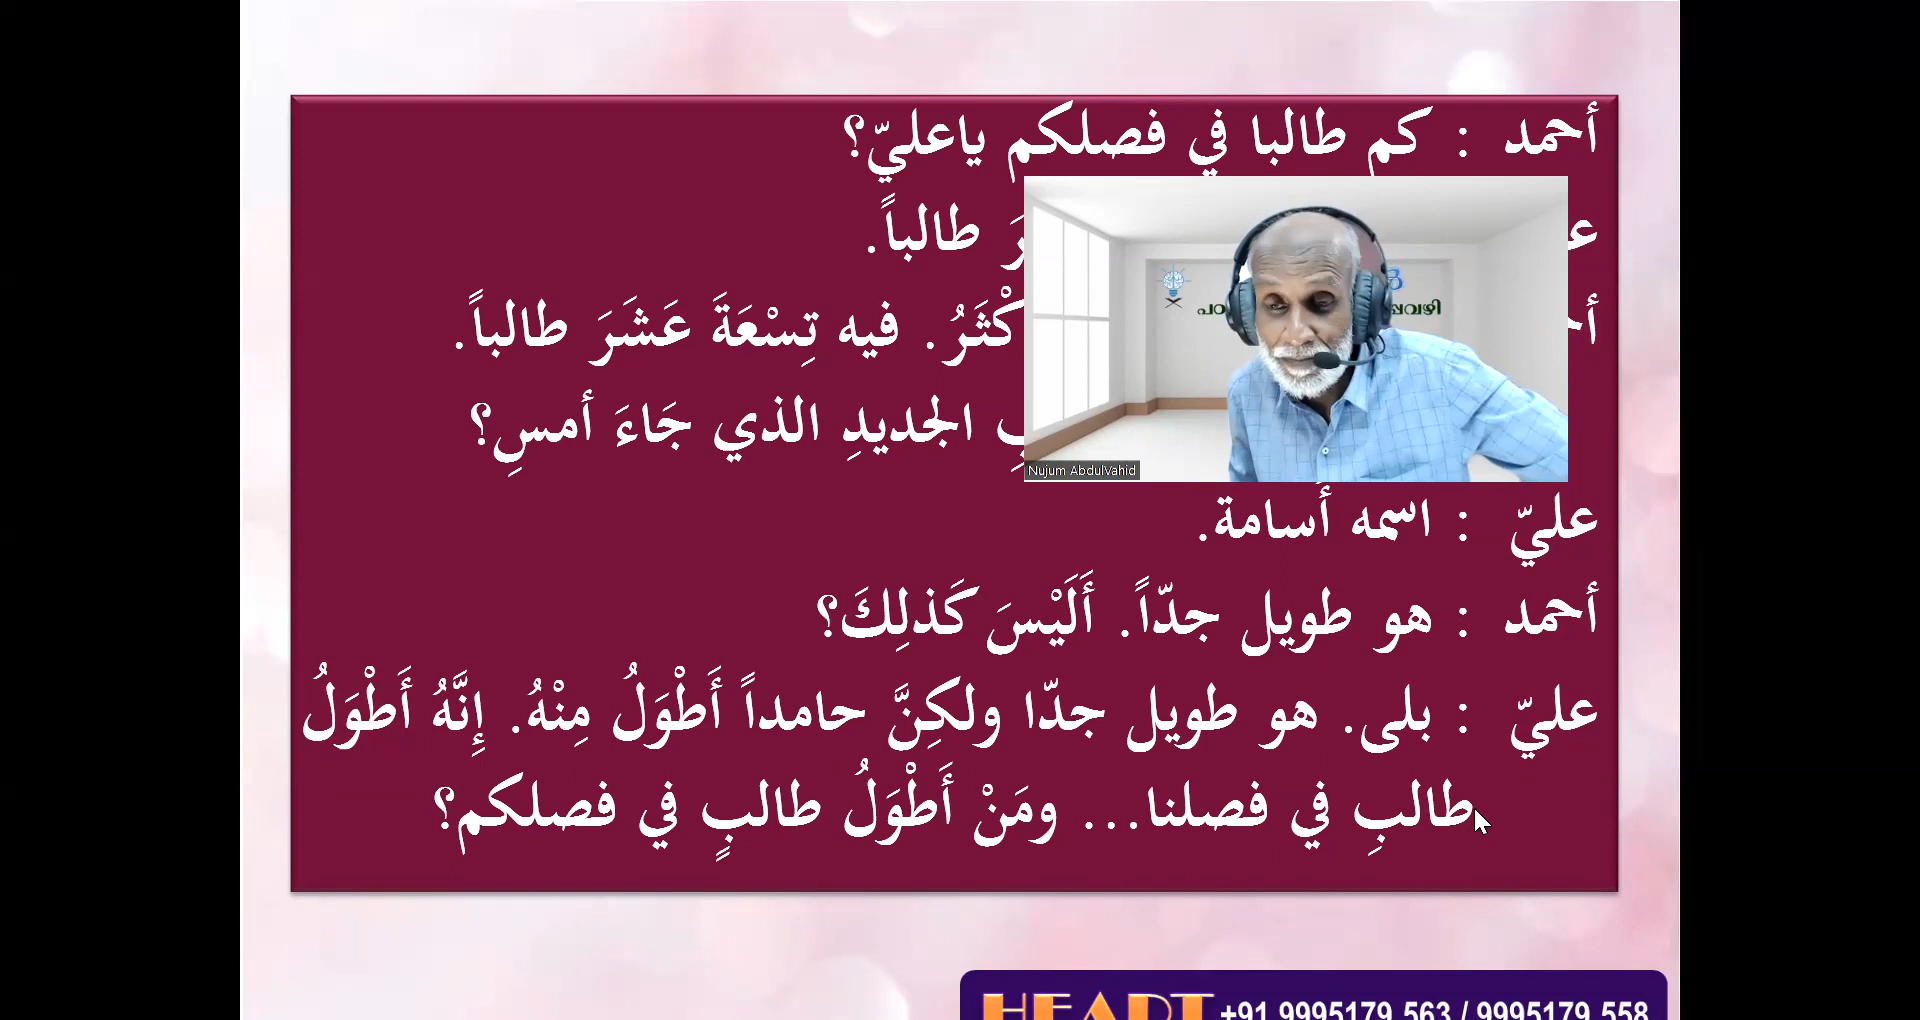 أحمد : كم طالبا في فصلكم ياعليّ؟
طالباً.
أَكْثَرُ. فيه تِسْعَةَ عَشَرَ طالباً.
الجديدِ الذي جَاءَ أمسِ؟
عليّ : اسمه أسامة.
أحمد : هو طويل جدّاً. أَلَيْسَ كَذلِكَ؟
عليّ : بلى. هو طويل جدّا ولكِنَّ حامداً أَطْوَلُ مِنْهُ. إِنَّهُ أَطْوَلُ
طالبِ في فصلنا... ومَنْ أَطْوَلُ طالبٍ في فصلكم؟
Nujum AbdulVahid
HEART +91 9995179 563 / 9995179 558